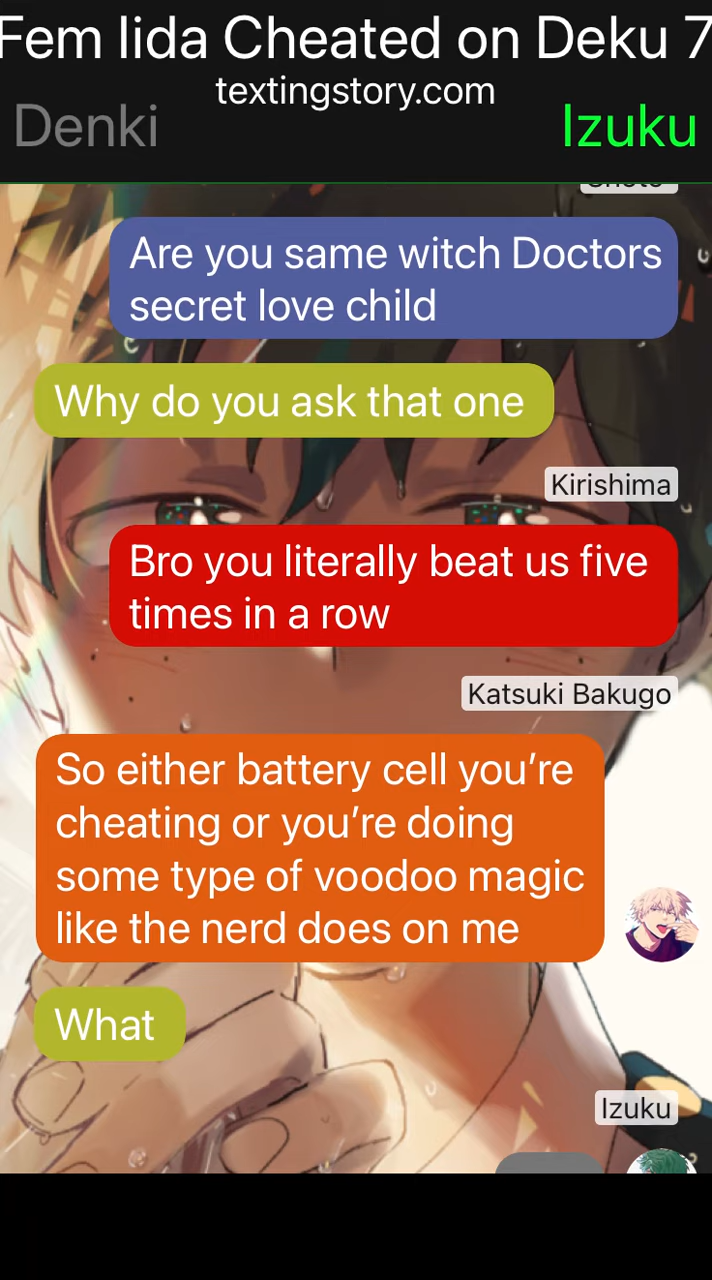 Fem Iida Cheated on Deku 7
textingstory.com
Denki
Izuku
Shoto
Are you same witch Doctors
secret love child
Why do you ask that one
Kirishima
Bro you literally beat us five
times in a row
Katsuki Bakugo
So either battery cell you’re
cheating or you’re doing
some type of voodoo magic
like the nerd does on me
What
Izuku